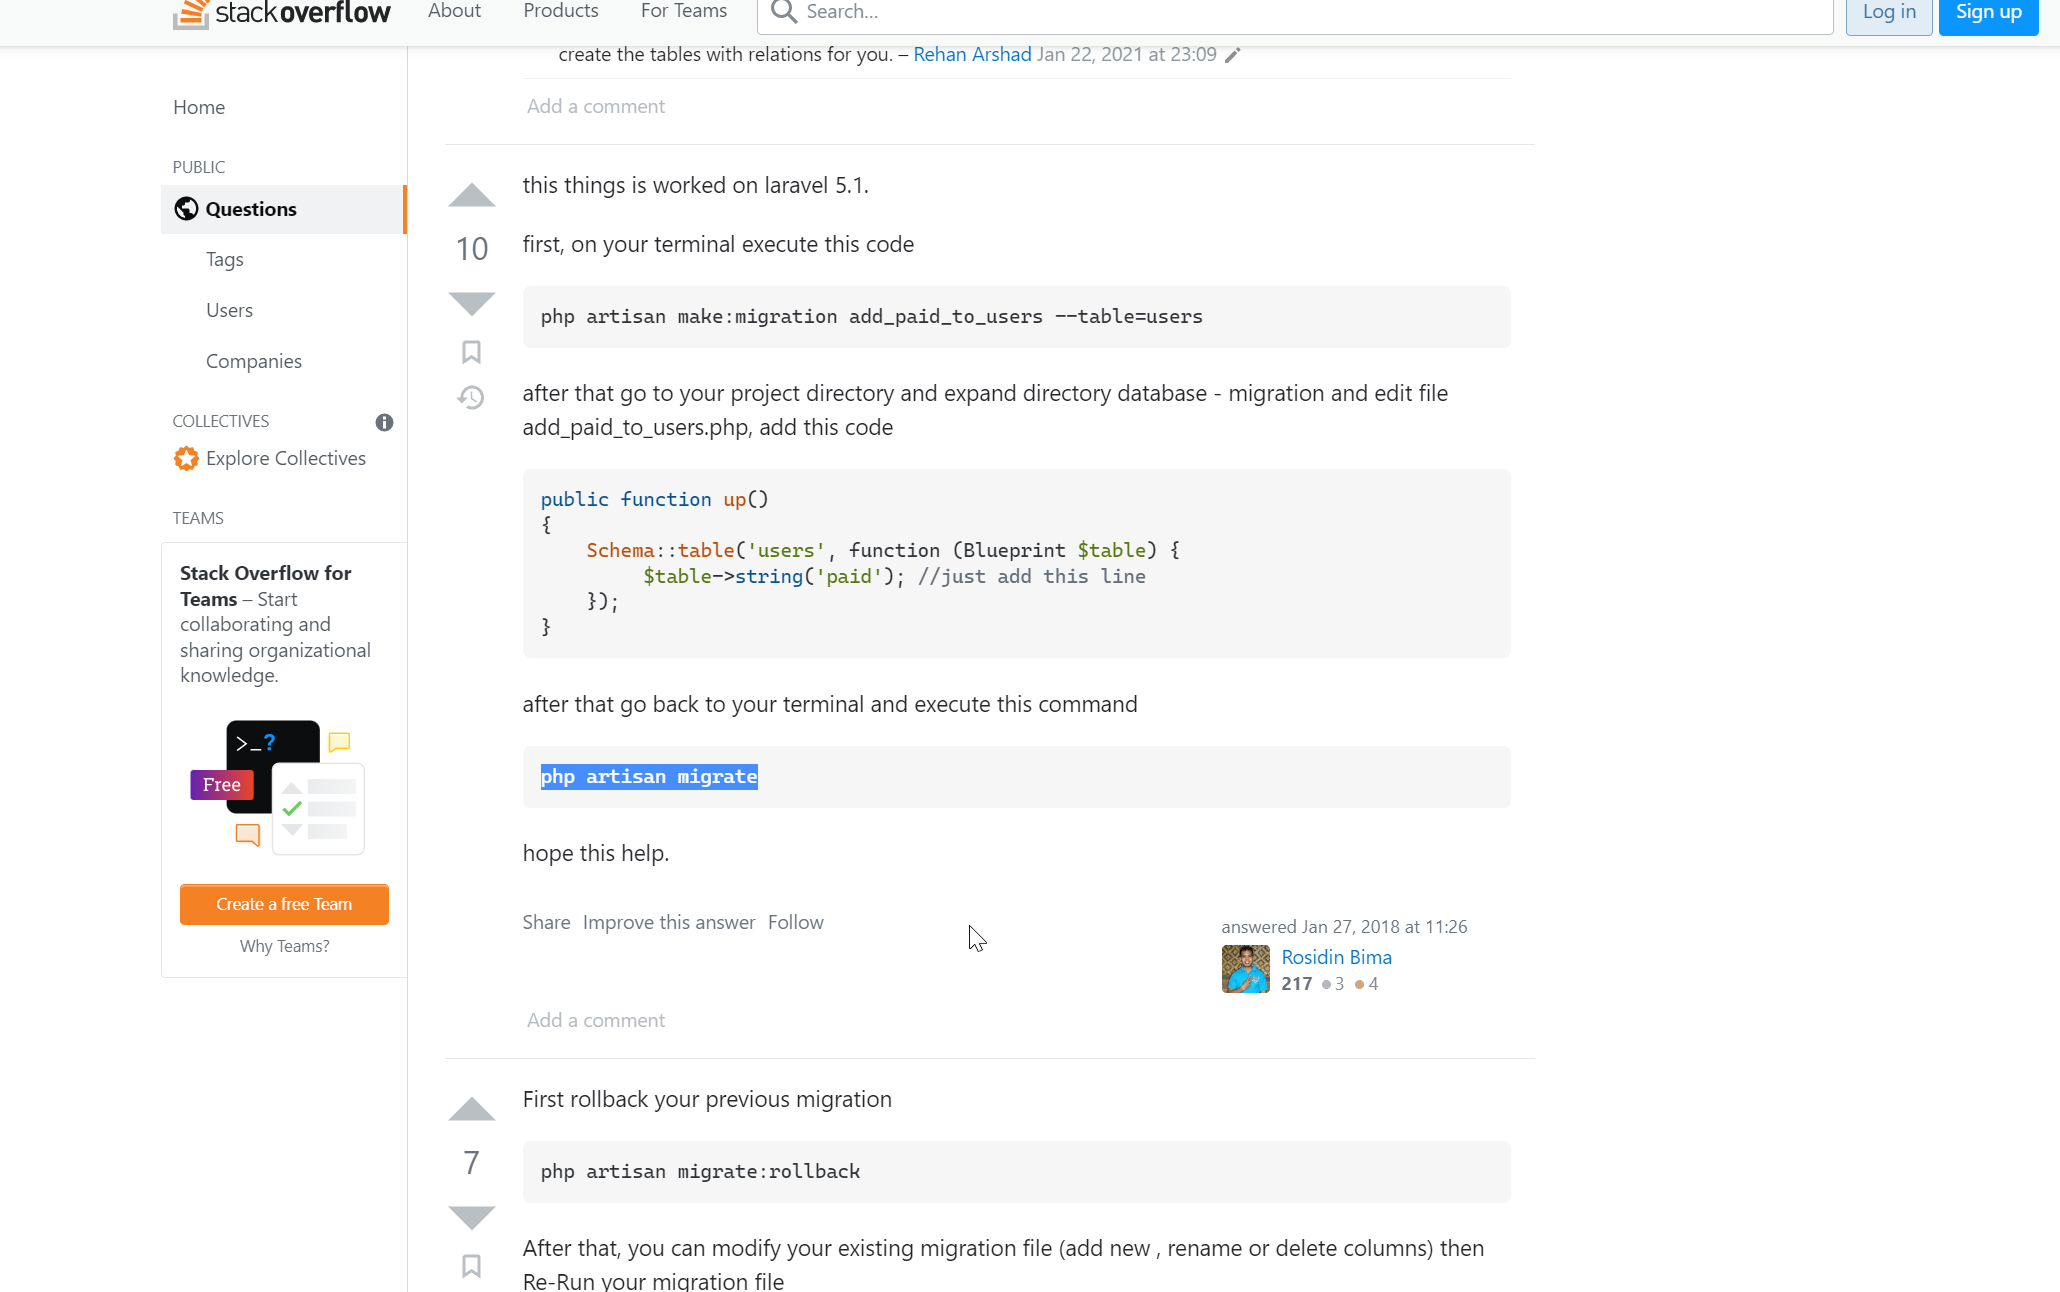 stackoverflow
About
Products
For Teams
Search...
Log in
Sign up
create the tables with relations for you. – Rehan Arshad Jan 22, 2021 at 23:09
Add a comment
Home
PUBLIC
Questions
Tags
Users
Companies
COLLECTIVES
Explore Collectives
TEAMS
Stack Overflow for
Teams – Start
collaborating and
sharing organizational
knowledge.
>_?
Free
Create a free Team
Why Teams?
this things is worked on laravel 5.1.
10
first, on your terminal execute this code
php artisan make:migration add_paid_to_users --table=users
after that go to your project directory and expand directory database - migration and edit file
add_paid_to_users.php, add this code
public function up()
{
    Schema::table('users', function (Blueprint $table) {
         $table->string('paid'); //just add this line
    });
}
after that go back to your terminal and execute this command
php artisan migrate
hope this help.
Share Improve this answer Follow
answered Jan 27, 2018 at 11:26
Rosidin Bima
217 3 4
Add a comment
First rollback your previous migration
7
php artisan migrate:rollback
After that, you can modify your existing migration file (add new , rename or delete columns) then
Re-Run your migration file